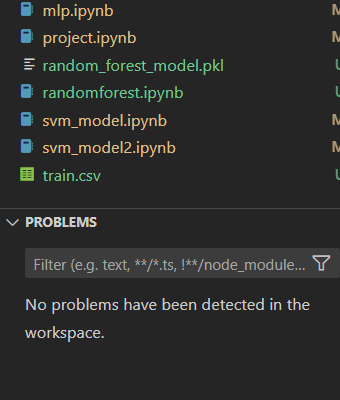 mlp.ipynb
project.ipynb
random_forest_model.pkl
randomforest.ipynb
svm_model.ipynb
svm_model2.ipynb
train.csv
PROBLEMS
Filter (e.g. text, **/*.ts, !**/node_module...
No problems have been detected in the
workspace.